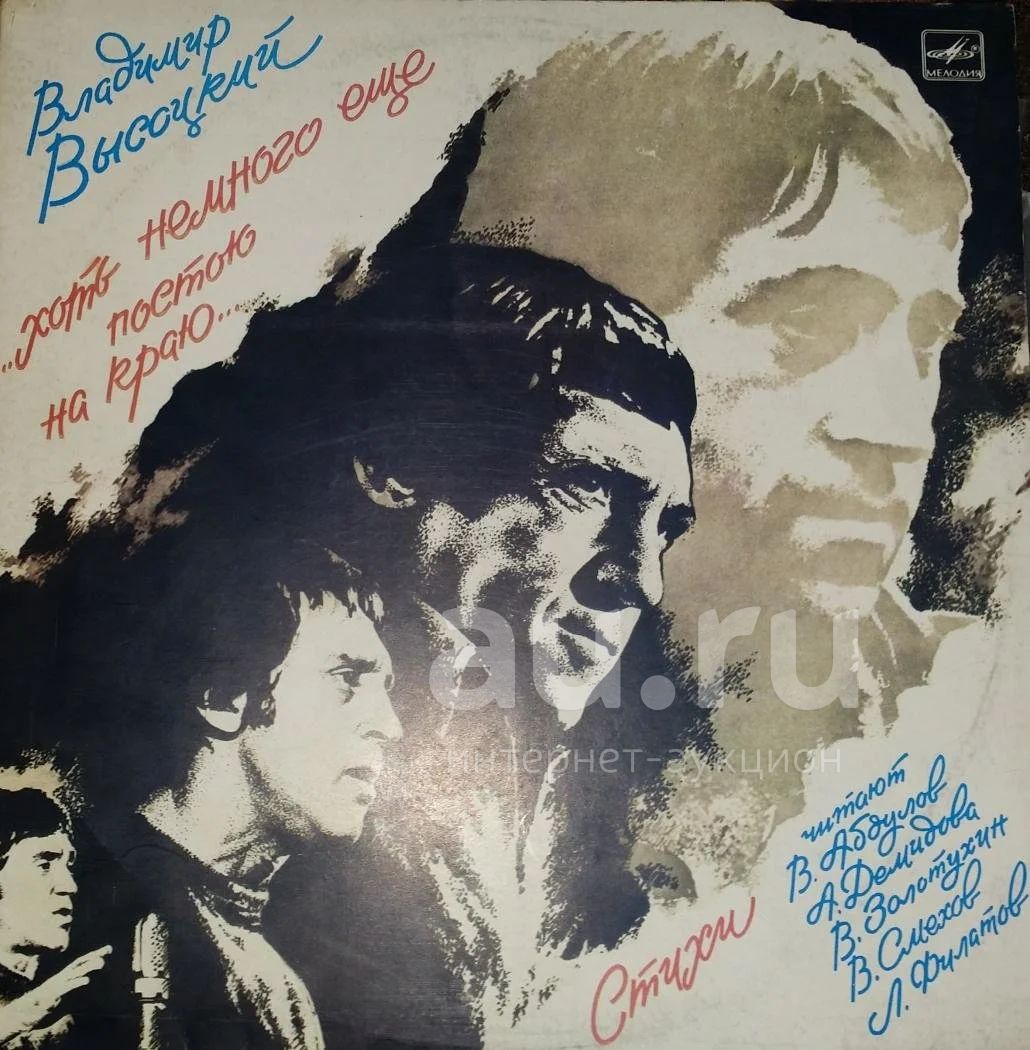 Владимир
Высоцкий
..хоть немного еще
постою
на краю...
МЕЛОДИЯ
au.ru
интернет-аукцион
Стихи
читают
В. Абдулов
А. Демидова
В. Золотухин
В. Смехов
Л. Филатов